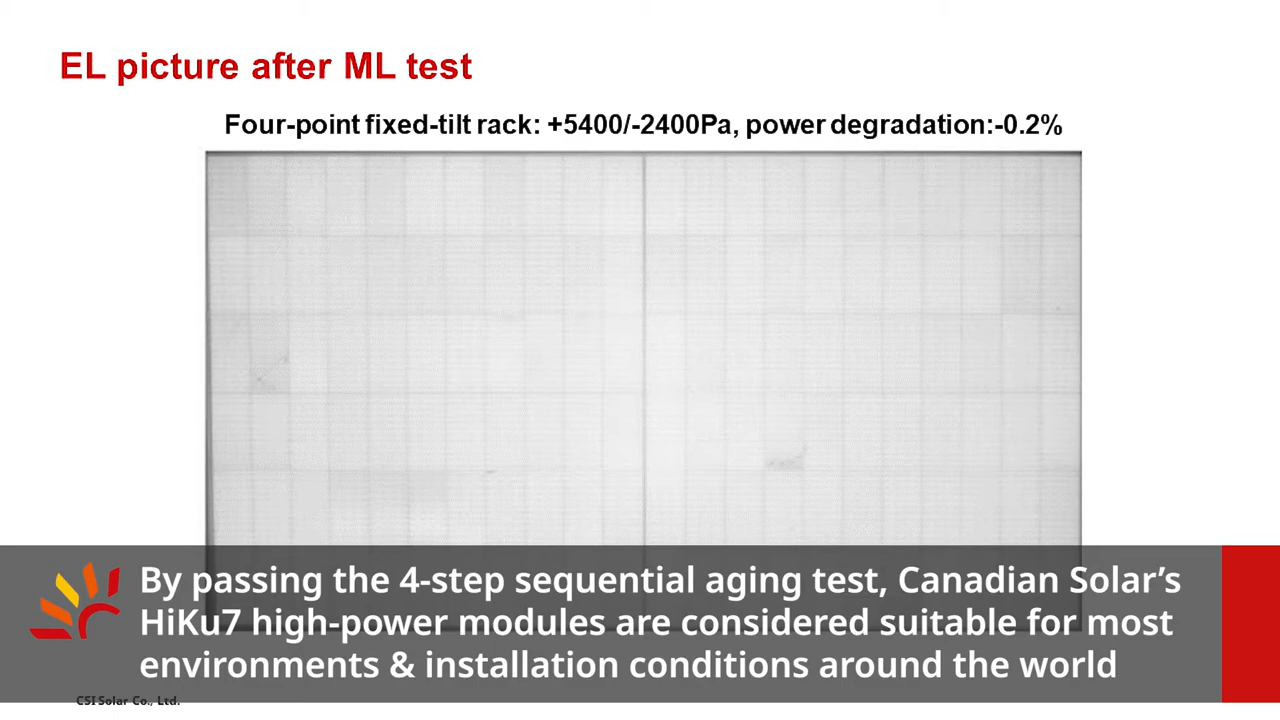 EL picture after ML test
Four-point fixed-tilt rack: +5400/-2400Pa, power degradation:-0.2%
By passing the 4-step sequential aging test, Canadian Solar’s
HiKu7 high-power modules are considered suitable for most
environments & installation conditions around the world
CSI Solar Co., Ltd.